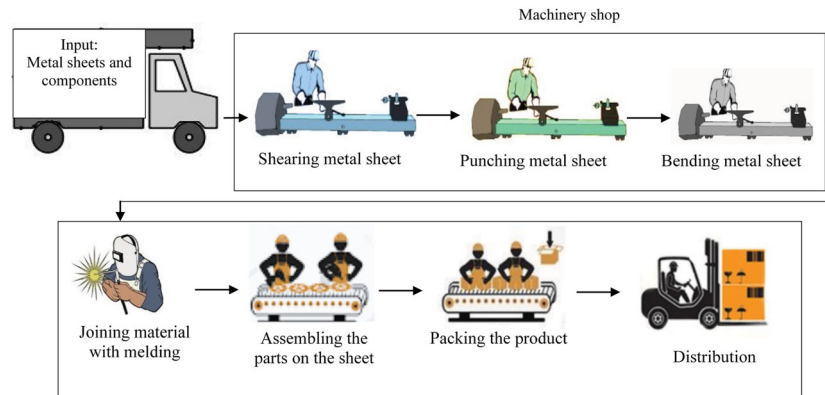 Machinery shop
Input:
Metal sheets and
components
Shearing metal sheet
Punching metal sheet
Bending metal sheet
Joining material
with melding
Assembling the
parts on the sheet
Packing the product
Distribution